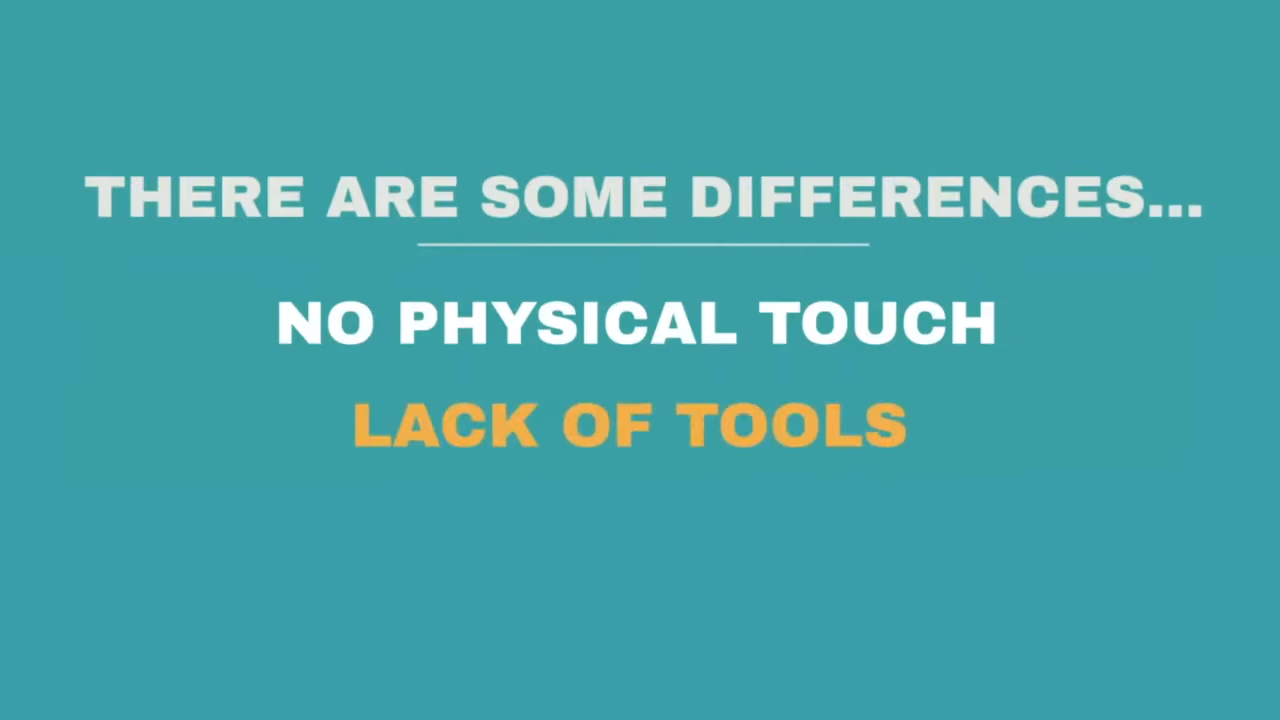 THERE ARE SOME DIFFERENCES...
NO PHYSICAL TOUCH
LACK OF TOOLS